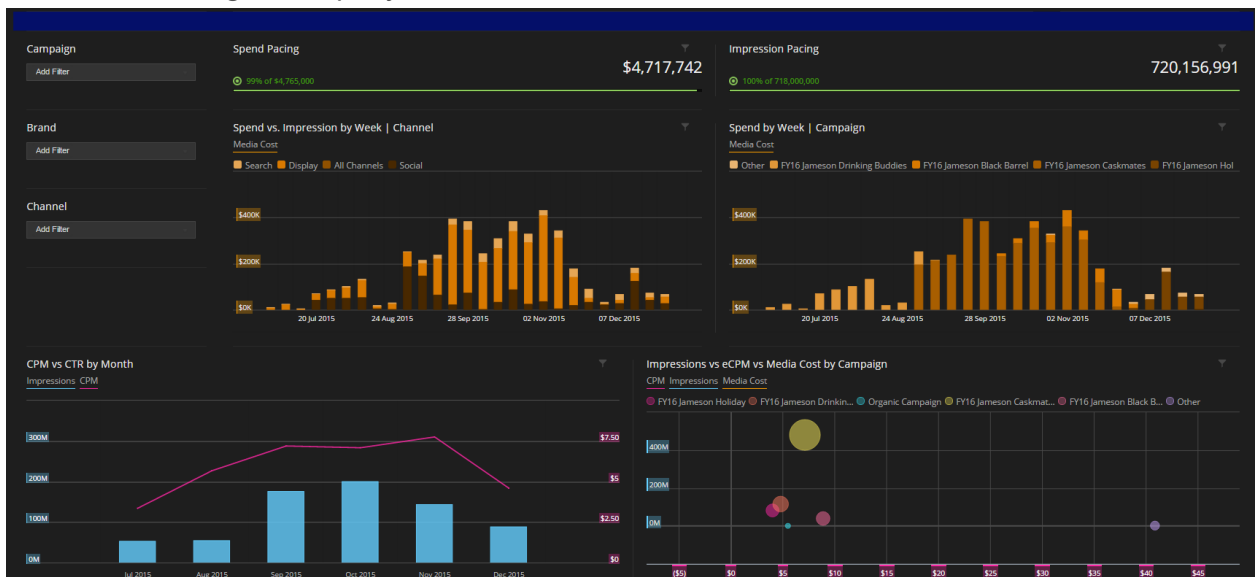 Campaign
Add Filter
Brand
Add Filter
Channel
Add Filter
Spend Pacing
$4,717,742
99% of $4,765,000
Impression Pacing
720,156,991
100% of 718,000,000
Spend vs. Impression by Week | Channel
Media Cost
Search Display All Channels Social
$400K
$200K
$0K
20 Jul 2015 24 Aug 2015 28 Sep 2015 02 Nov 2015 07 Dec 2015
Spend by Week | Campaign
Media Cost
Other FY16 Jameson Drinking Buddies FY16 Jameson Black Barrel FY16 Jameson Caskmates FY16 Jameson Hol
$400K
$200K
$0K
20 Jul 2015 24 Aug 2015 28 Sep 2015 02 Nov 2015 07 Dec 2015
CPM vs CTR by Month
Impressions CPM
300M $7.50
200M $5
100M $2.50
0M $0
Jul 2015 Aug 2015 Sep 2015 Oct 2015 Nov 2015 Dec 2015
Impressions vs eCPM vs Media Cost by Campaign
CPM Impressions Media Cost
FY16 Jameson Holiday FY16 Jameson Drinkin... Organic Campaign FY16 Jameson Caskmat... FY16 Jameson Black B... Other
400M
200M
0M
($5) $0 $5 $10 $15 $20 $25 $30 $35 $40 $45